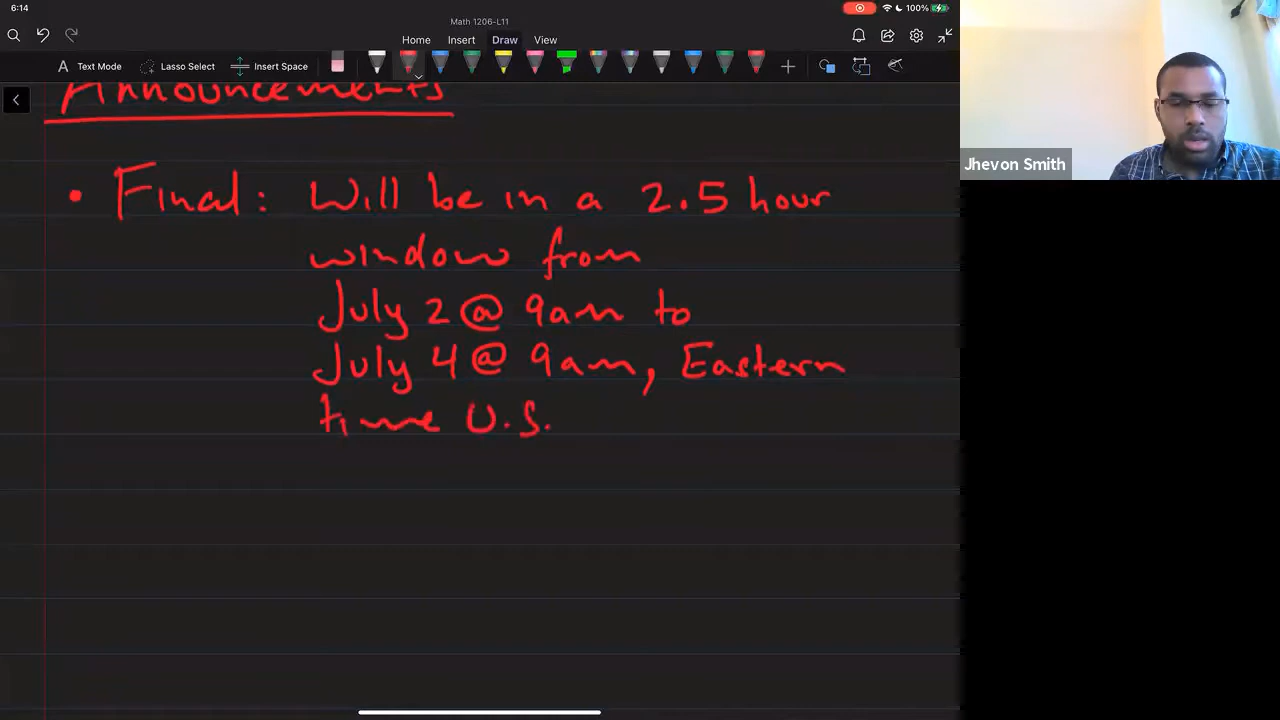 6:14
100%
Math 1206-L11
Home Insert Draw View
Text Mode Lasso Select Insert Space
Announcements
• Final: Will be in a 2.5 hour
window from
July 2 @ 9am to
July 4 @ 9am, Eastern
time U.S.
Jhevon Smith